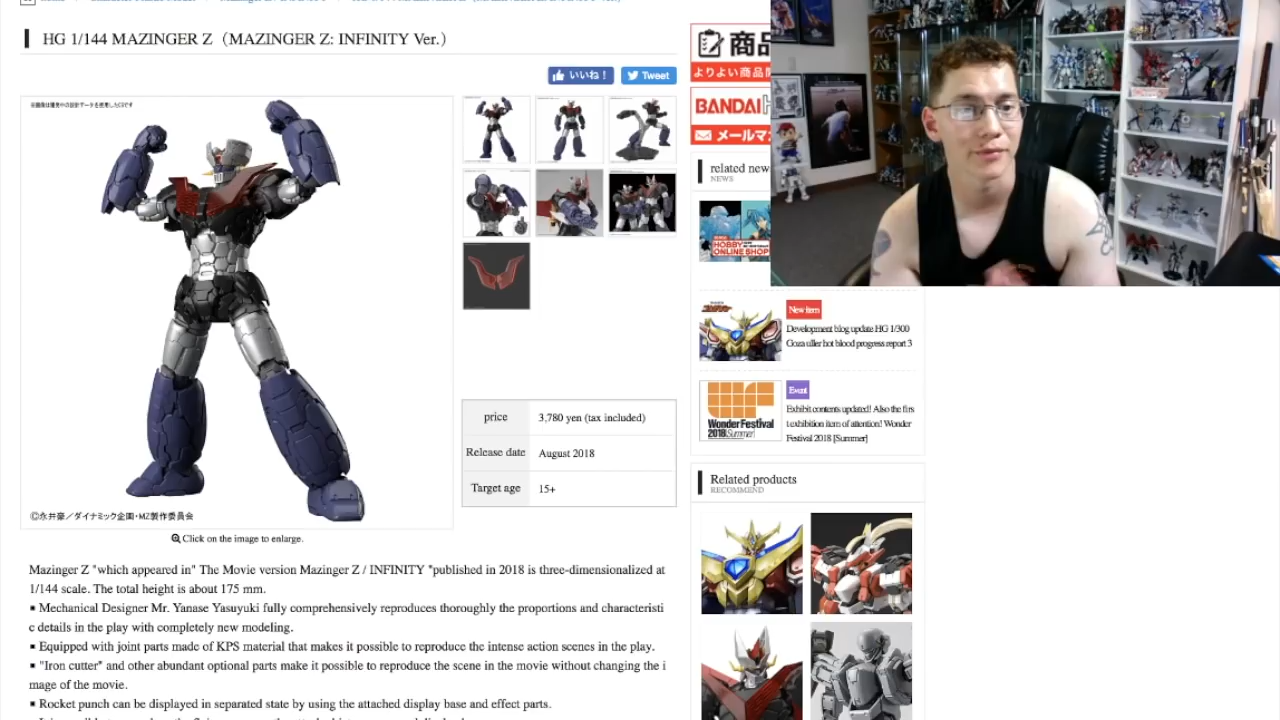 HG 1/144 MAZINGER Z（MAZINGER Z: INFINITY Ver.）
いいね！
Tweet
商品
よりよい商品開
BANDAI H
メールマ
related new
NEWS
HOBBY
ONLINE SHOP
New item
Development blog update HG 1/300
Goza uller hot blood progress repurt 3
Event
Exhibit contents updated! Also the firs
t exhibition item of attention! Wonder
Festival 2018 [Summer]
Wonder Festival
2018[Summer]
price
3,780 yen (tax included)
Release date
August 2018
Target age
15+
©永井豪／ダイナミック企画・MZ製作委員会
Click on the image to enlarge.
Related products
RECOMMEND
Mazinger Z "which appeared in" The Movie version Mazinger Z / INFINITY "published in 2018 is three-dimensionalized at
1/144 scale. The total height is about 175 mm.
▪ Mechanical Designer Mr. Yanase Yasuyuki fully comprehensively reproduces thoroughly the proportions and characteristi
c details in the play with completely new modeling.
▪ Equipped with joint parts made of KPS material that makes it possible to reproduce the intense action scenes in the play.
▪ "Iron cutter" and other abundant optional parts make it possible to reproduce the scene in the movie without changing the i
mage of the movie.
▪ Rocket punch can be displayed in separated state by using the attached display base and effect parts.